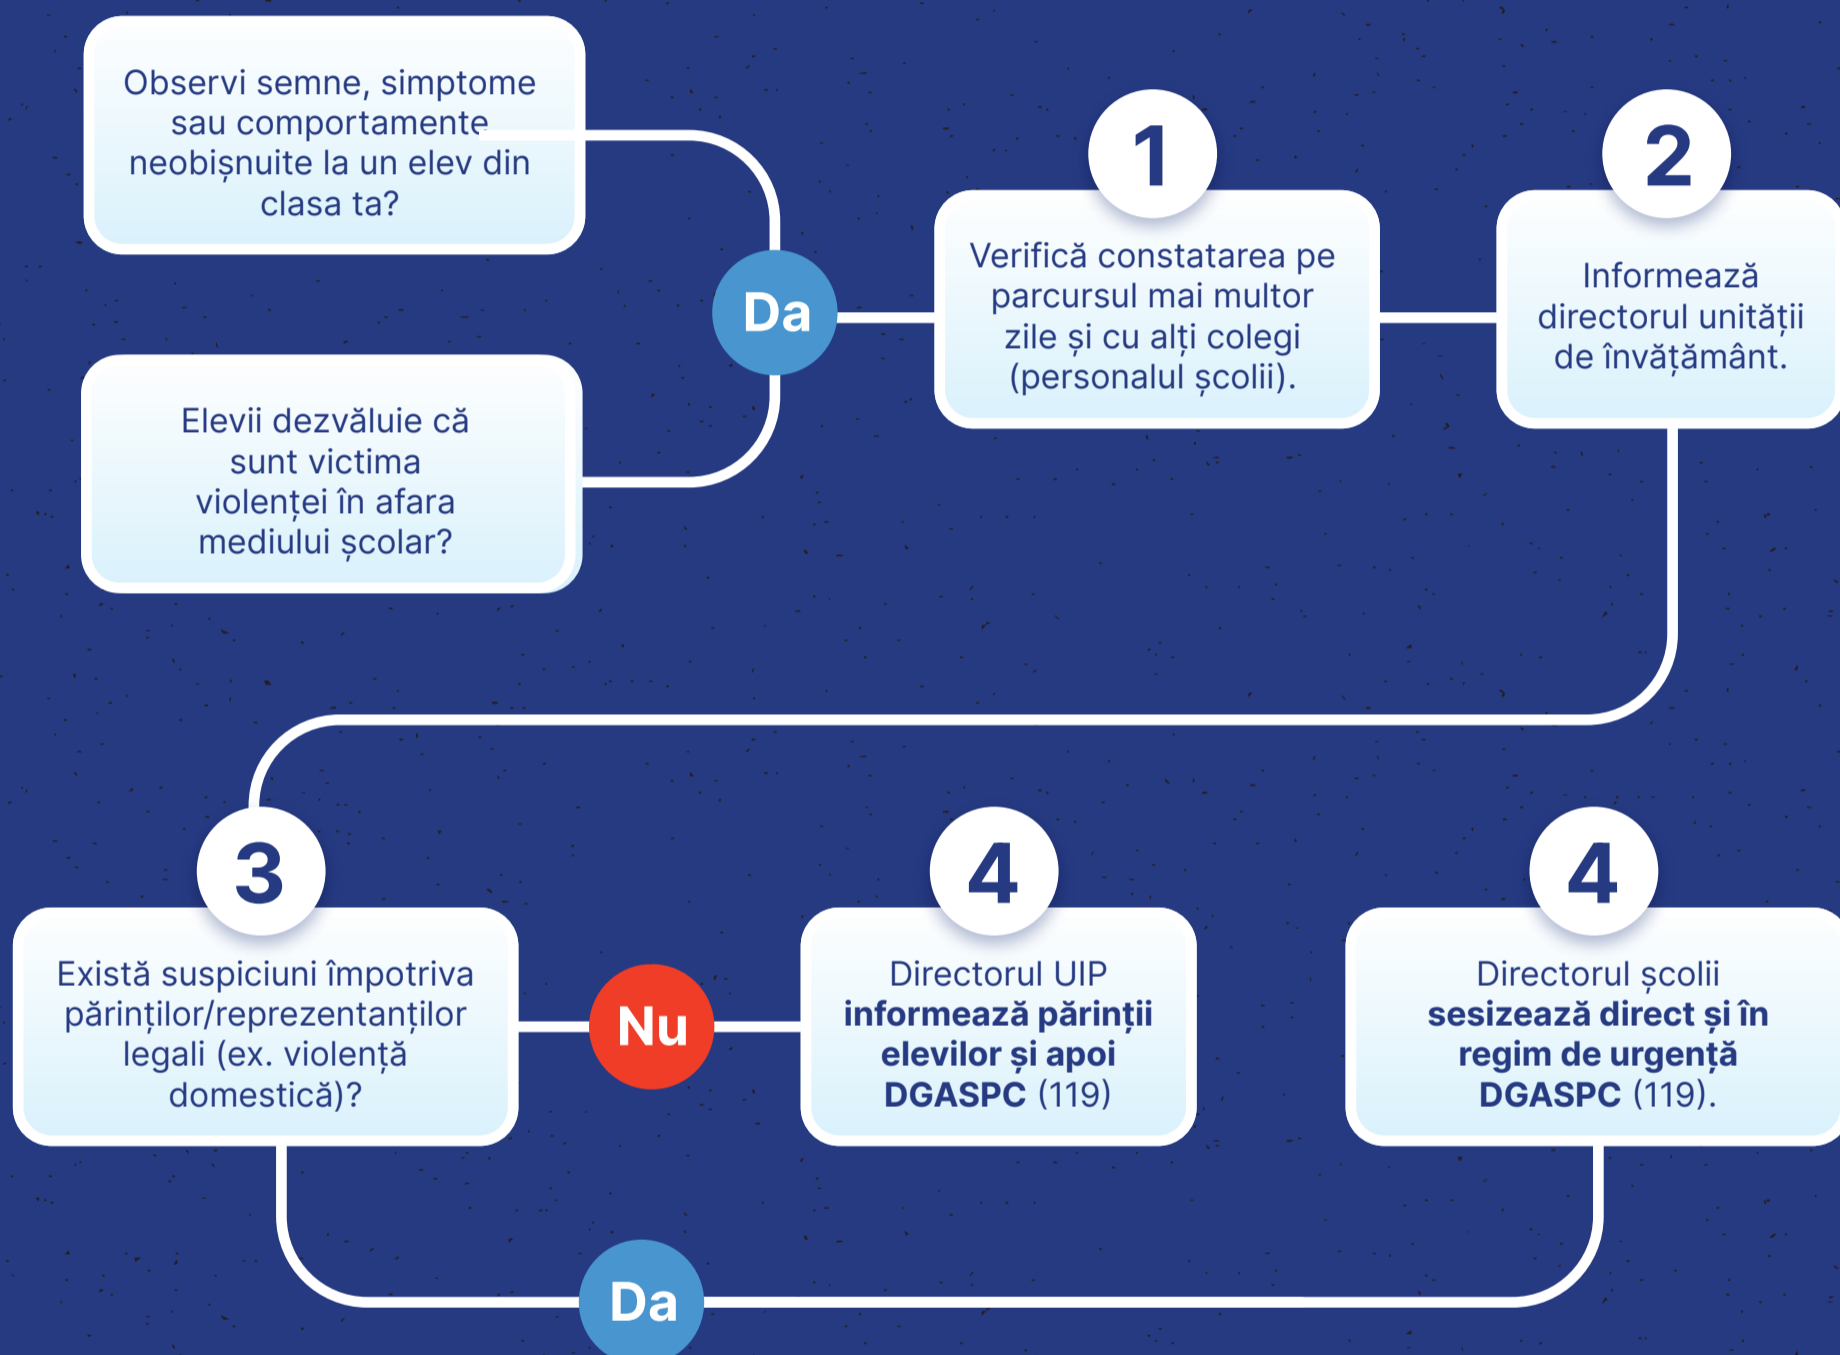 Observi semne, simptome
sau comportamente
neobișnuite la un elev din
clasa ta?
Elevii dezvăluie că
sunt victima
violenței în afara
mediului școlar?
Da
1
Verifică constatarea pe
parcursul mai multor
zile și cu alți colegi
(personalul școlii).
2
Informează
directorul unității
de învățământ.
3
Există suspiciuni împotriva
părinților/reprezentanților
legali (ex. violență
domestică)?
Nu
4
Directorul UIP
informează părinții
elevilor și apoi
DGASPC (119)
Da
4
Directorul școlii
sesizează direct și în
regim de urgență
DGASPC (119).